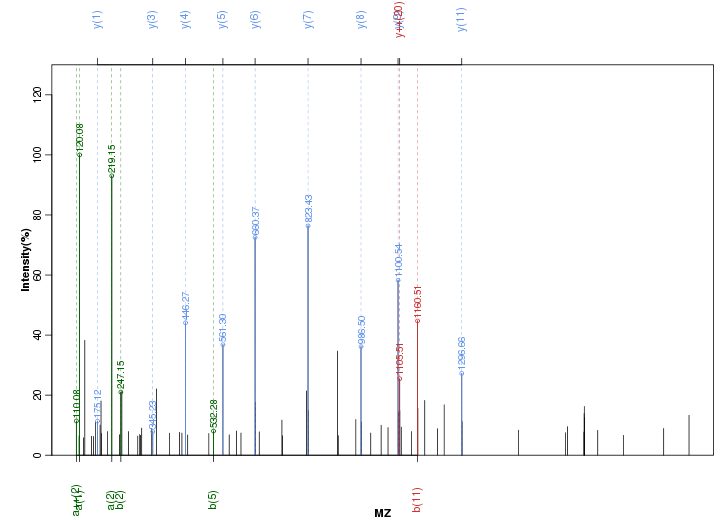 y(1)
y(3)
y(4)
y(5)
y(6)
y(7)
y(8)
y(11)
Intensity(%)
0
20
40
60
80
100
120
110.08
120.08
175.12
219.15
247.15
345.23
446.27
532.28
561.30
660.37
823.43
986.50
1100.54
1105.51
1160.51
1296.66
a(2)
b(2)
b(5)
b(11)
MZ